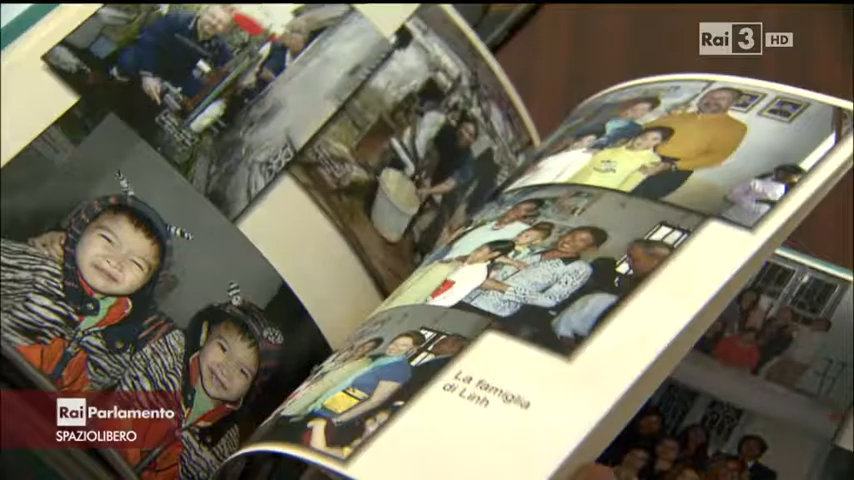 Rai 3 HD
La famiglia
di Linh
Rai Parlamento
SPAZIOLIBERO